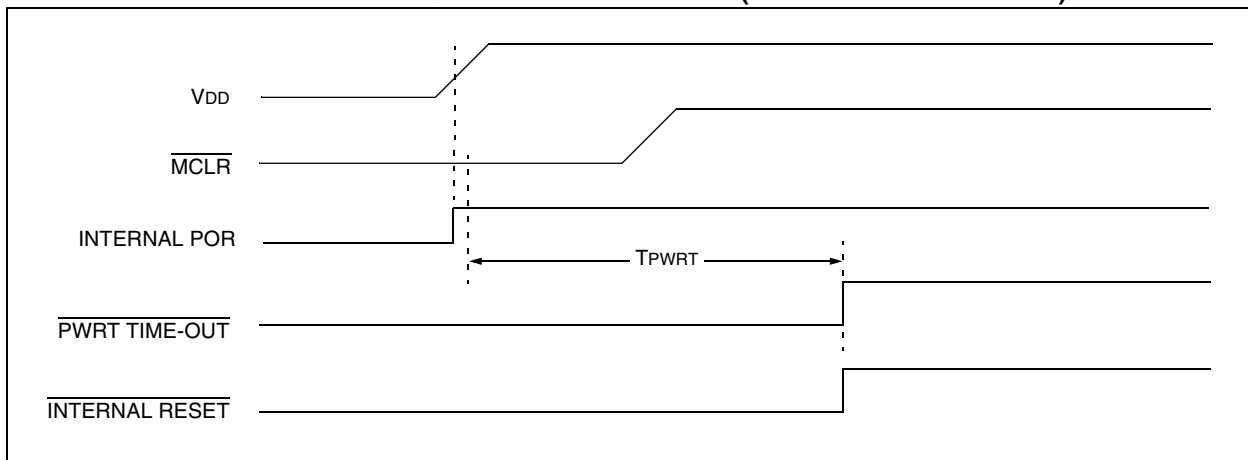 VDD
MCLR
INTERNAL POR
TPWRT
PWRT TIME-OUT
INTERNAL RESET